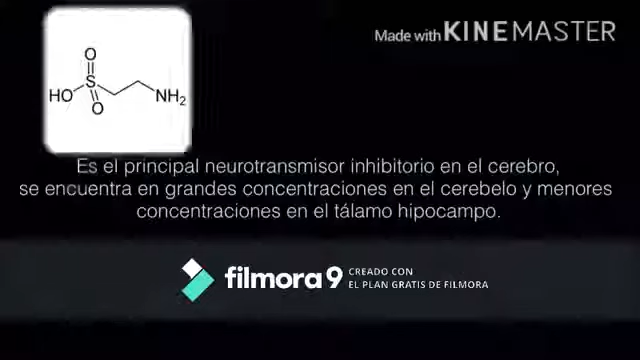 Made with KINEMASTER
O
HO S NH2
O
Es el principal neurotransmisor inhibitorio en el cerebro,
se encuentra en grandes concentraciones en el cerebelo y menores
concentraciones en el tálamo hipocampo.
filmora9 CREADO CON
EL PLAN GRATIS DE FILMORA